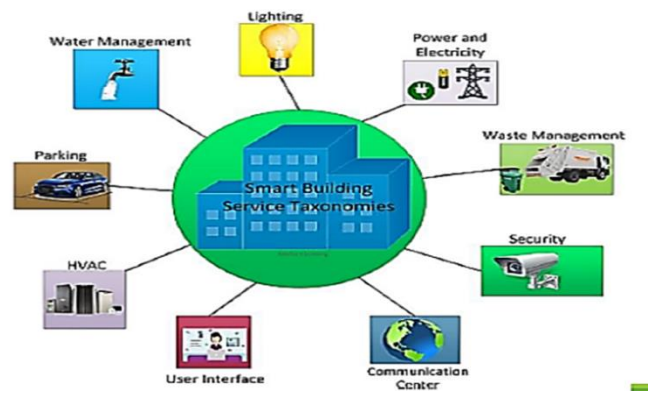 Lighting
Water Management
Power and
Electricity
Waste Management
Parking
Smart Building
Service Taxonomies
Security
HVAC
User Interface
Communication
Center